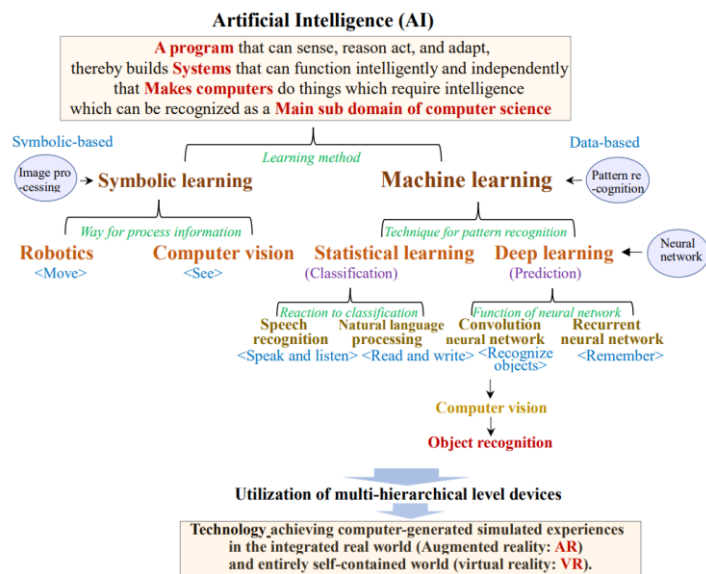 Artificial Intelligence (AI)
A program that can sense, reason act, and adapt,
thereby builds Systems that can function intelligently and independently
that Makes computers do things which require intelligence
which can be recognized as a Main sub domain of computer science
Symbolic-based
Data-based
Learning method
Image pro
-cessing
Symbolic learning
Machine learning
Pattern re
-cognition
Way for process information
Technique for pattern recognition
Robotics
Computer vision
Statistical learning
Deep learning
Neural
network
<Move>
<See>
(Classification)
(Prediction)
Reaction to classification
Function of neural network
Speech
recognition
<Speak and listen>
Natural language
processing
<Read and write>
Convolution
neural network
<Recognize
objects>
Recurrent
neural network
<Remember>
Computer vision
Object recognition
Utilization of multi-hierarchical level devices
Technology achieving computer-generated simulated experiences
in the integrated real world (Augmented reality: AR)
and entirely self-contained world (virtual reality: VR).